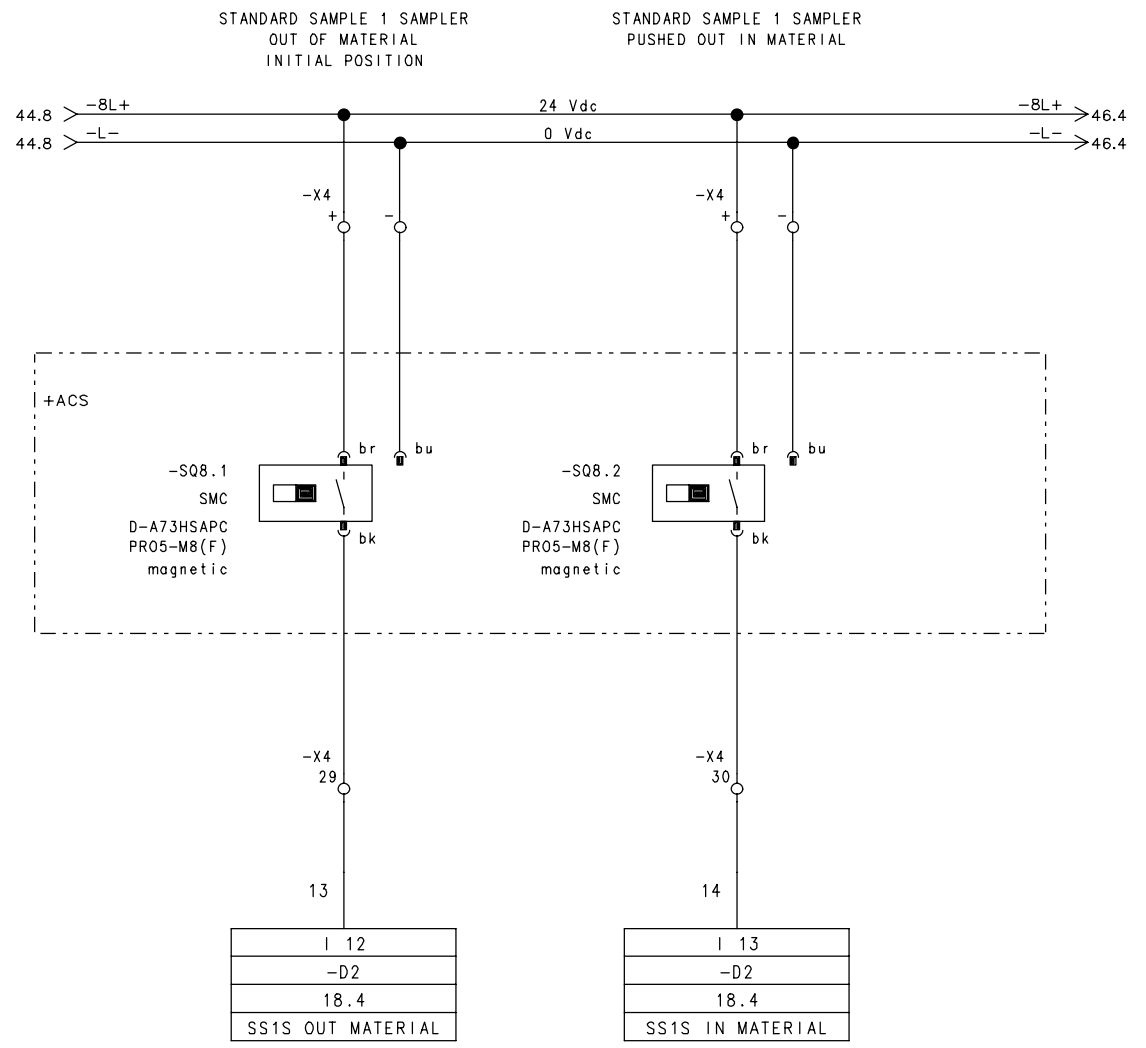 STANDARD SAMPLE 1 SAMPLER
OUT OF MATERIAL
INITIAL POSITION
STANDARD SAMPLE 1 SAMPLER
PUSHED OUT IN MATERIAL
44.8
-8L+
24 Vdc
-8L+
46.4
44.8
-L-
0 Vdc
-L-
46.4
-X4
+
-
-X4
+
-
+ACS
br
bu
-SQ8.1
SMC
D-A73HSAPC
PRO5-M8(F)
magnetic
bk
br
bu
-SQ8.2
SMC
D-A73HSAPC
PRO5-M8(F)
magnetic
bk
-X4
29
-X4
30
13
14
I 12
-D2
18.4
SS1S OUT MATERIAL
I 13
-D2
18.4
SS1S IN MATERIAL